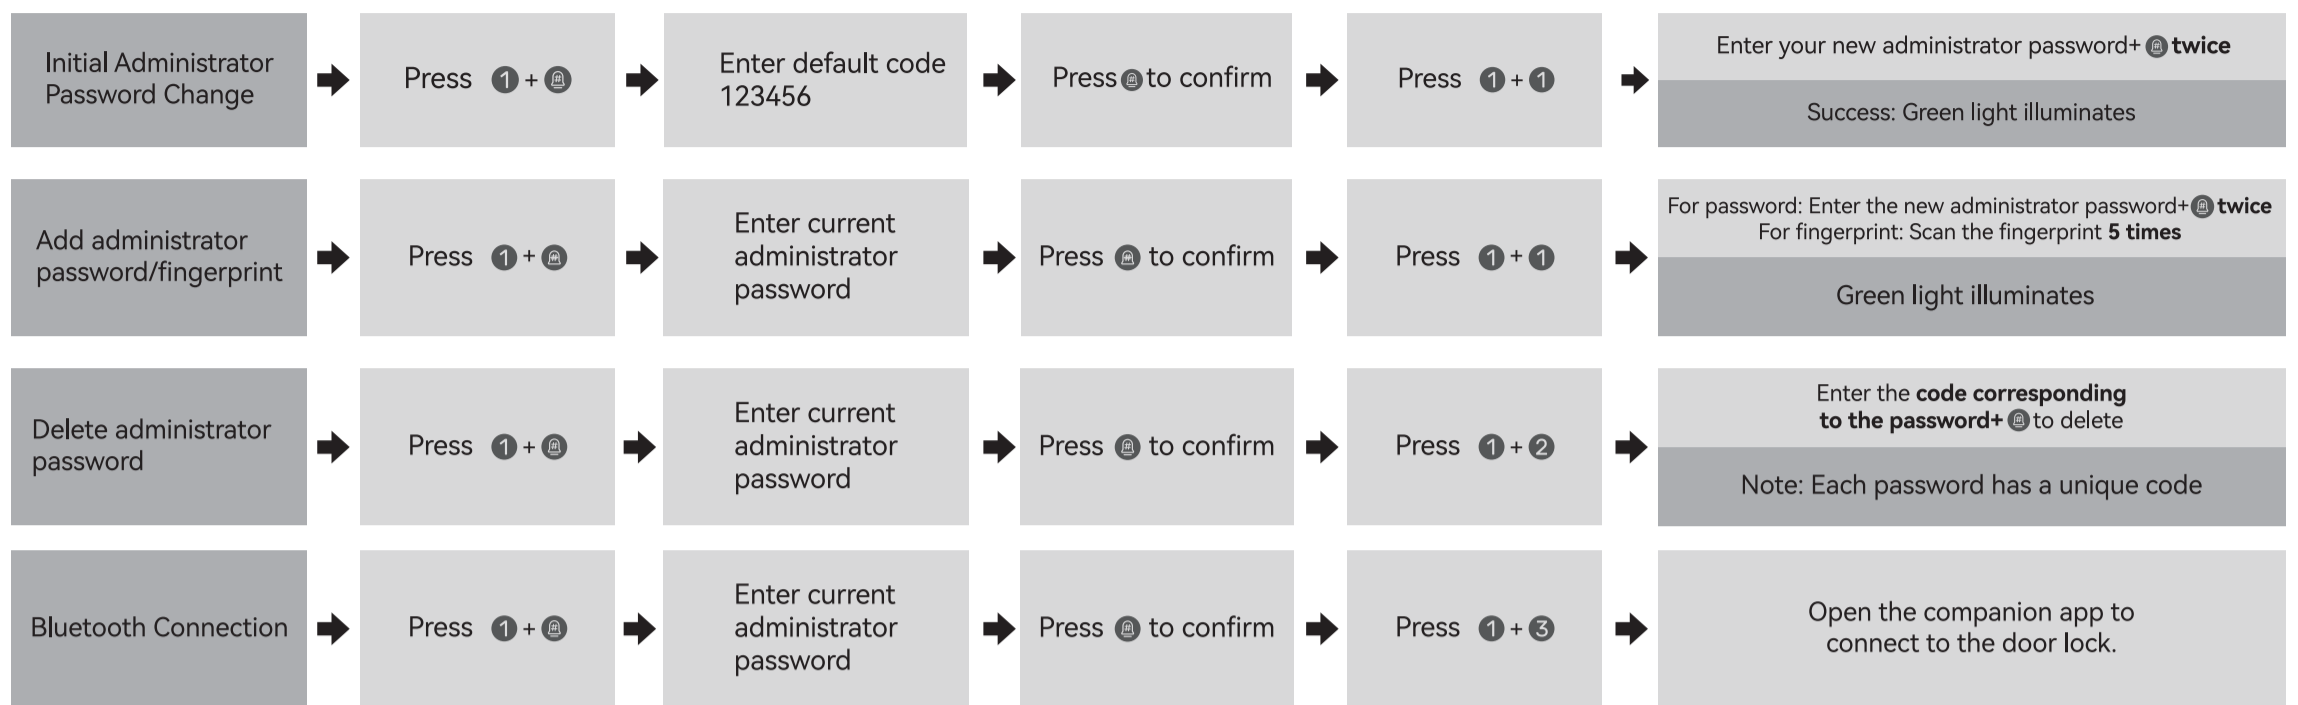 Initial Administrator
Password Change
Press 1 + #
Enter default code
123456
Press # to confirm
Press 1 + 1
Enter your new administrator password+ # twice
Success: Green light illuminates
Add administrator
password/fingerprint
Press 1 + #
Enter current
administrator
password
Press # to confirm
Press 1 + 1
For password: Enter the new administrator password+ # twice
For fingerprint: Scan the fingerprint 5 times
Green light illuminates
Delete administrator
password
Press 1 + #
Enter current
administrator
password
Press # to confirm
Press 1 + 2
Enter the code corresponding
to the password+ # to delete
Note: Each password has a unique code
Bluetooth Connection
Press 1 + #
Enter current
administrator
password
Press # to confirm
Press 1 + 3
Open the companion app to
connect to the door lock.